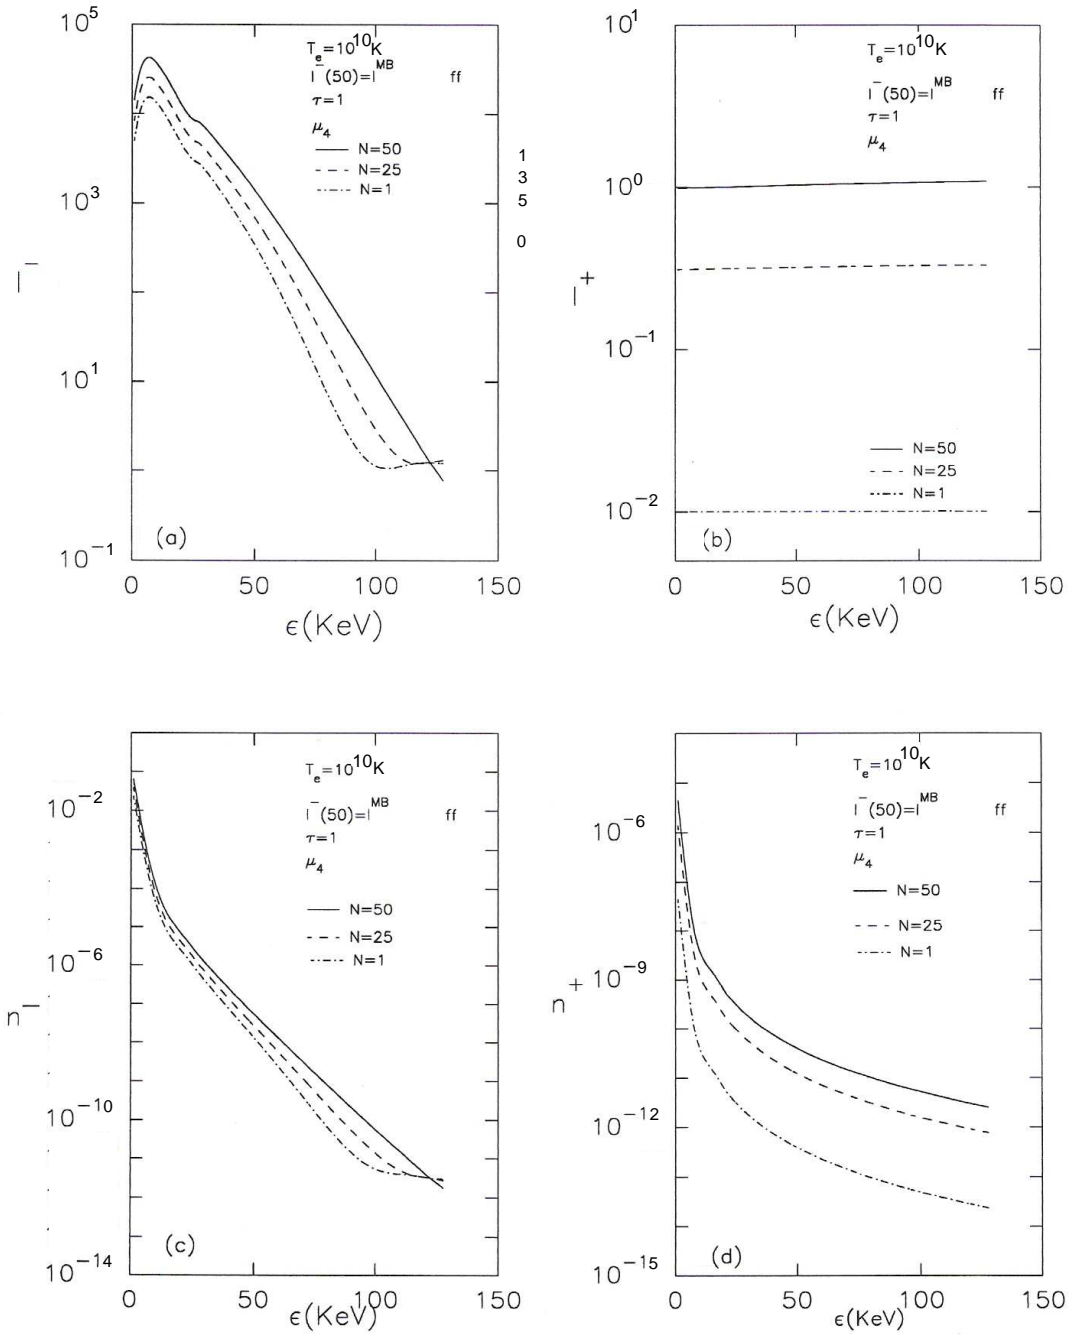 10^5
10^3
10^1
10^-1
I^-
T_e=10^10K
I^-(50)=I^MB ff
τ=1
μ_4
N=50
N=25
N=1
(a)
0 50 100 150
ϵ(KeV)
1
3
5
0
10^1
10^0
10^-1
10^-2
I^+
T_e=10^10K
I^-(50)=I^MB ff
τ=1
μ_4
N=50
N=25
N=1
(b)
0 50 100 150
ϵ(KeV)
10^-2
10^-6
10^-10
10^-14
n^-
T_e=10^10K
I^-(50)=I^MB ff
τ=1
μ_4
N=50
N=25
N=1
(c)
0 50 100 150
ϵ(KeV)
10^-6
10^-9
10^-12
10^-15
n^+
T_e=10^10K
I^-(50)=I^MB ff
τ=1
μ_4
N=50
N=25
N=1
(d)
0 50 100 150
ϵ(KeV)